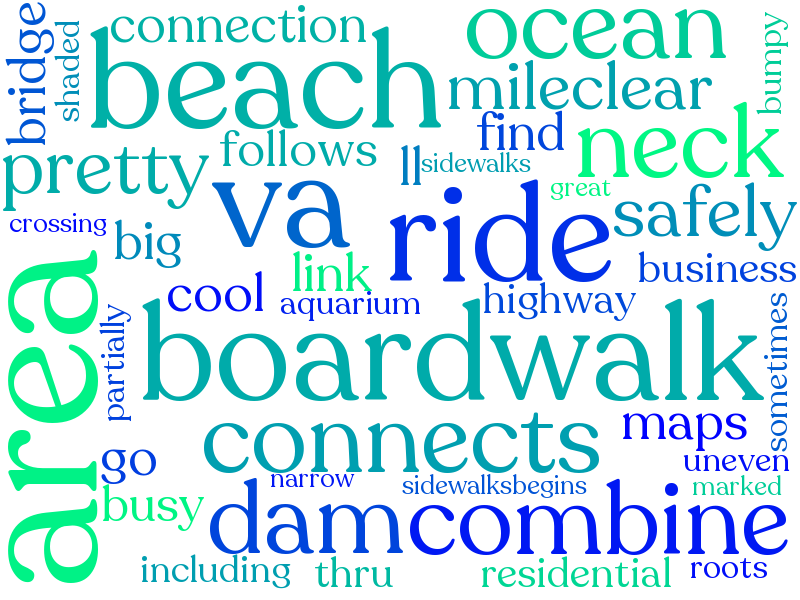 connection
ocean
bridge
shaded
beach
mileclear
bumpy
find
neck
pretty
follows
ll
sidewalks
great
va
ride
safely
crossing
big
link
business
cool
aquarium
highway
area
partially
boardwalk
sometimes
connects
maps
go
uneven
narrow
sidewalksbegins
marked
busy
dam
combine
including
thru
residential
roots